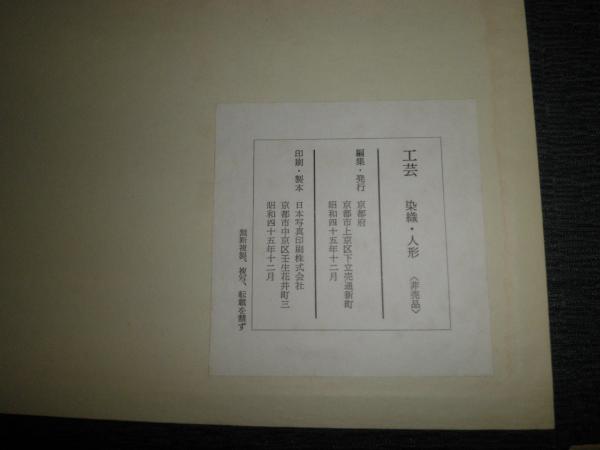 工芸 染織・人形 〈非売品〉
編集・発行 京都府
京都市上京区下立売通新町
昭和四十五年十二月
印刷・製本 日本写真印刷株式会社
京都市中京区壬生花井町三
昭和四十五年十二月
無断複製、複写、転載を禁ず